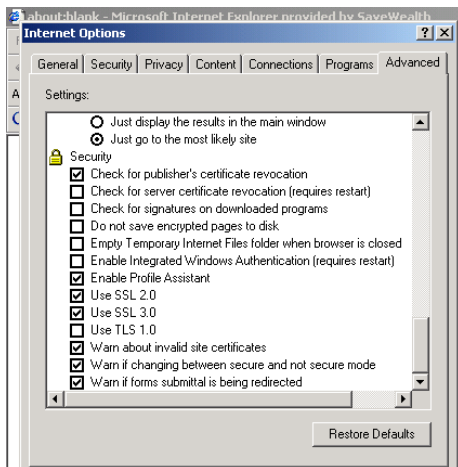 about:blank - Microsoft Internet Explorer provided by SaveWealth
Internet Options
General Security Privacy Content Connections Programs Advanced
Settings:
Just display the results in the main window
Just go to the most likely site
Security
Check for publisher's certificate revocation
Check for server certificate revocation (requires restart)
Check for signatures on downloaded programs
Do not save encrypted pages to disk
Empty Temporary Internet Files folder when browser is closed
Enable Integrated Windows Authentication (requires restart)
Enable Profile Assistant
Use SSL 2.0
Use SSL 3.0
Use TLS 1.0
Warn about invalid site certificates
Warn if changing between secure and not secure mode
Warn if forms submittal is being redirected
Restore Defaults